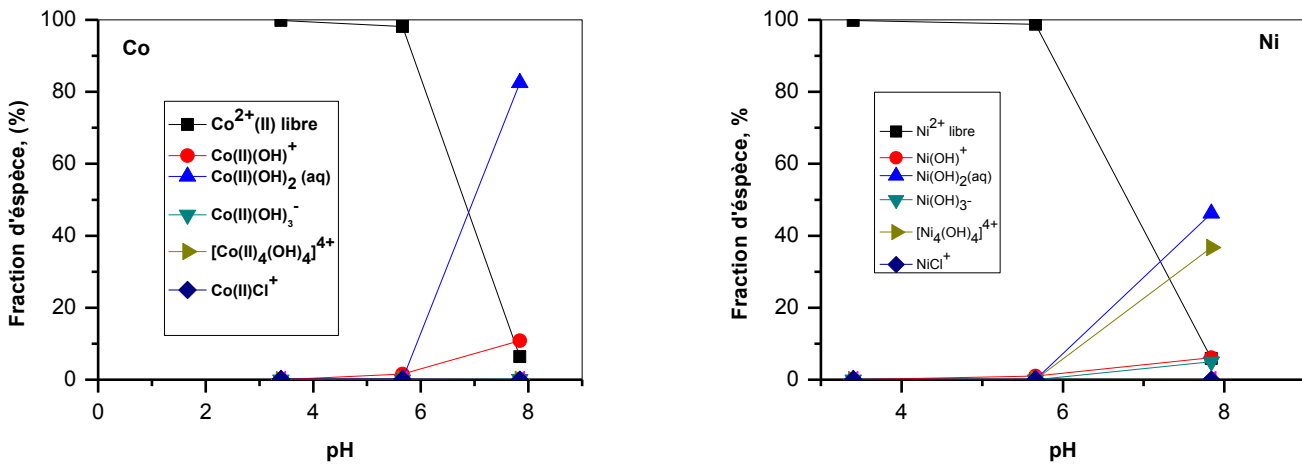 Co
Fraction d'éspèce, (%)
100
80
60
40
20
0
Co²⁺(II) libre
Co(II)(OH)⁺
Co(II)(OH)₂ (aq)
Co(II)(OH)₃⁻
[Co(II)₄(OH)₄]⁴⁺
Co(II)Cl⁺
0 2 4 6 8
pH
Ni
Fraction d'éspèce, %
100
80
60
40
20
0
Ni²⁺ libre
Ni(OH)⁺
Ni(OH)₂(aq)
Ni(OH)₃-
[Ni₄(OH)₄]⁴⁺
NiCl⁺
4 6 8
pH